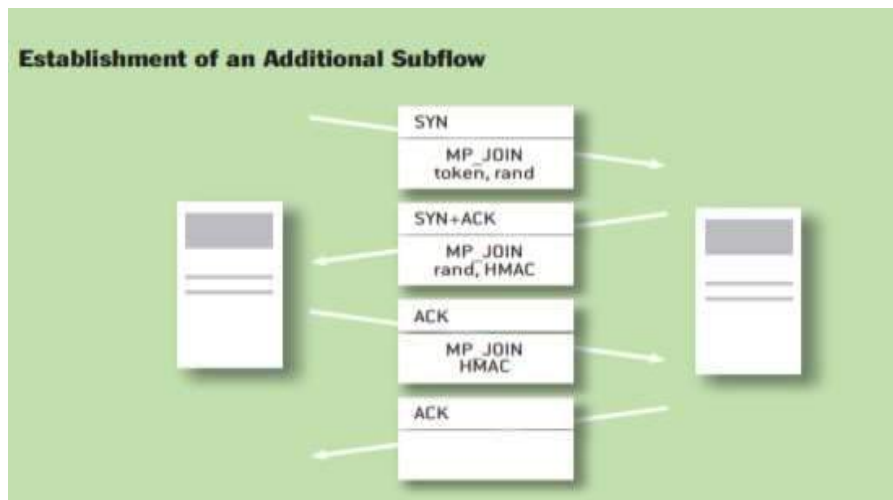 Establishment of an Additional Subflow
SYN
MP_JOIN
token, rand
SYN+ACK
MP_JOIN
rand, HMAC
ACK
MP_JOIN
HMAC
ACK